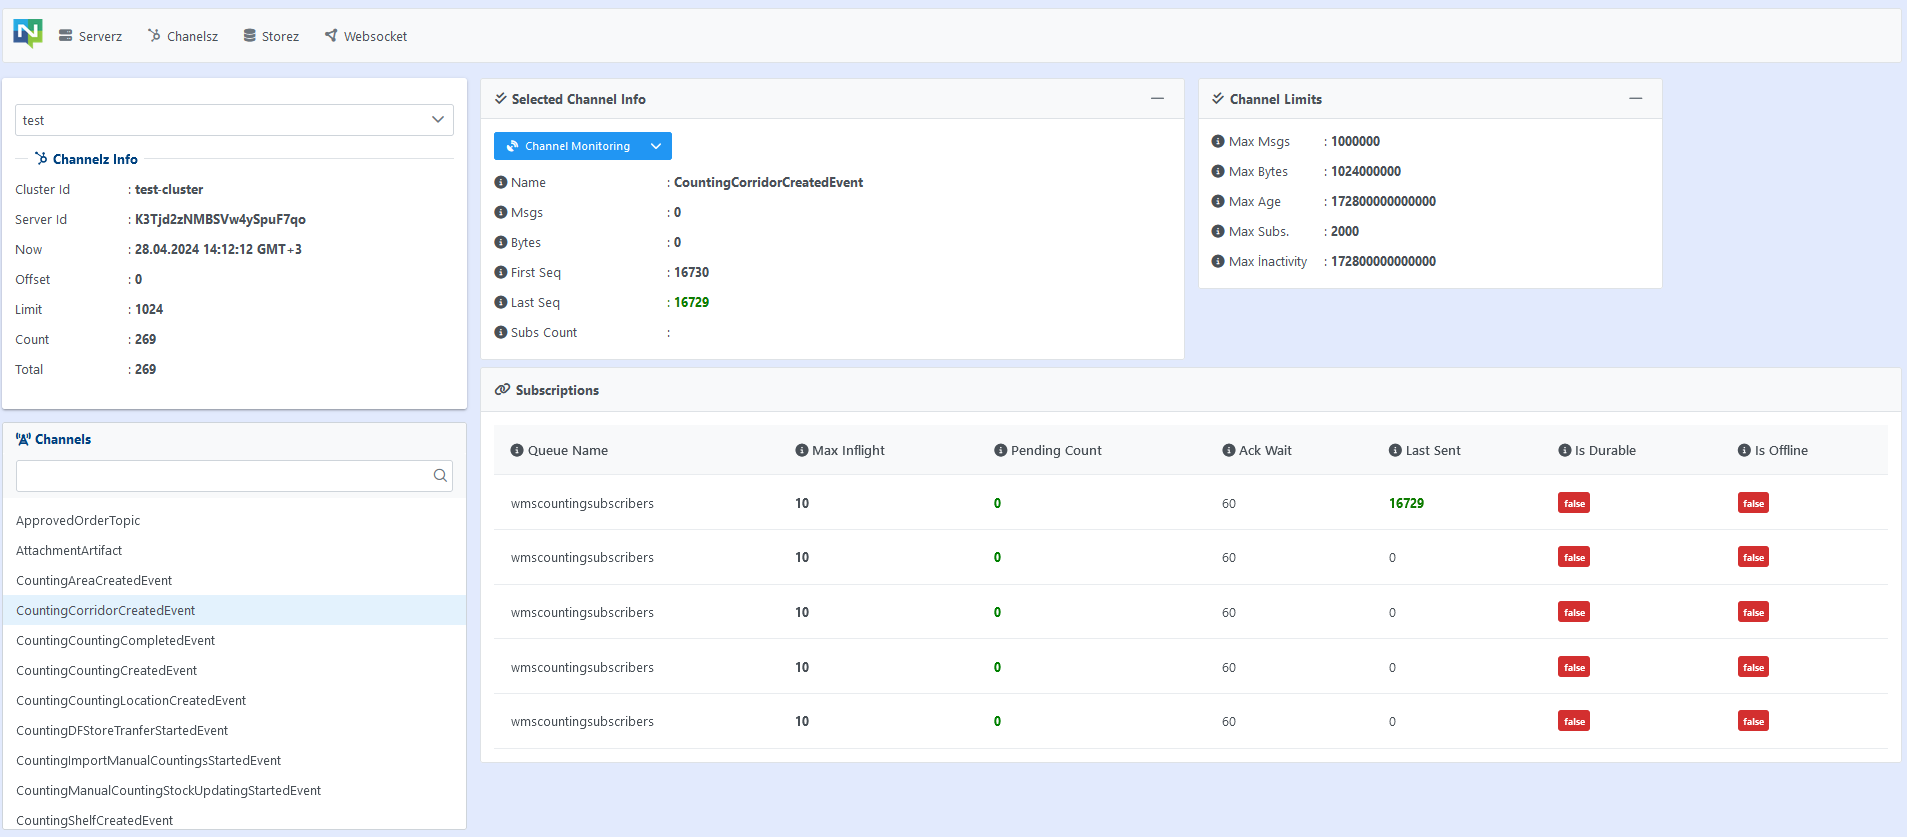 Serverz Chanelsz Storez Websocket
test
Channelz Info
Cluster Id : test-cluster
Server Id : K3Tjd2zNMBSVw4ySpuF7qo
Now : 28.04.2024 14:12:12 GMT+3
Offset : 0
Limit : 1024
Count : 269
Total : 269
Channels
ApprovedOrderTopic
AttachmentArtifact
CountingAreaCreatedEvent
CountingCorridorCreatedEvent
CountingCountingCompletedEvent
CountingCountingCreatedEvent
CountingCountingLocationCreatedEvent
CountingDFStoreTranferStartedEvent
CountingImportManualCountingsStartedEvent
CountingManualCountingStockUpdatingStartedEvent
CountingShelfCreatedEvent
Selected Channel Info
Channel Monitoring
Name : CountingCorridorCreatedEvent
Msgs : 0
Bytes : 0
First Seq : 16730
Last Seq : 16729
Subs Count :
Channel Limits
Max Msgs : 1000000
Max Bytes : 1024000000
Max Age : 172800000000000
Max Subs. : 2000
Max İnactivity : 172800000000000
Subscriptions
Queue Name Max Inflight Pending Count Ack Wait Last Sent Is Durable Is Offline
wmscountingsubscribers 10 0 60 16729 false false
wmscountingsubscribers 10 0 60 0 false false
wmscountingsubscribers 10 0 60 0 false false
wmscountingsubscribers 10 0 60 0 false false
wmscountingsubscribers 10 0 60 0 false false